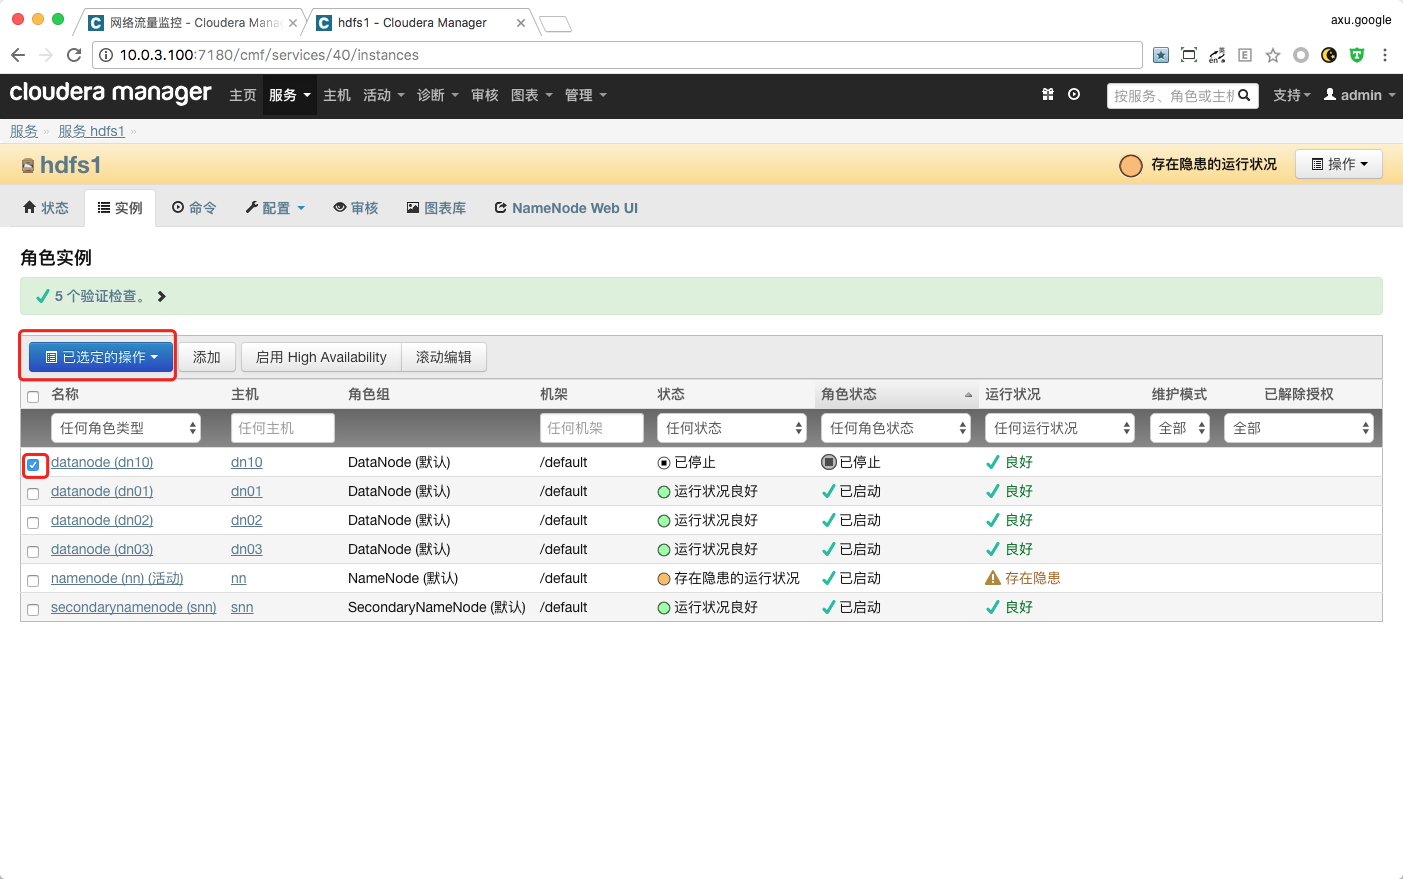 网络流量监控 - Cloudera Mana
hdfs1 - Cloudera Manager
axu.google
10.0.3.100:7180/cmf/services/40/instances
cloudera manager 主页 服务 主机 活动 诊断 审核 图表 管理 按服务、角色或主机 支持 admin
服务 » 服务 hdfs1 »
hdfs1 存在隐患的运行状况 操作
状态 实例 命令 配置 审核 图表库 NameNode Web UI
角色实例
5 个验证检查。
已选定的操作 添加 启用 High Availability 滚动编辑
名称 主机 角色组 机架 状态 角色状态 运行状况 维护模式 已解除授权
任何角色类型 任何主机 任何机架 任何状态 任何角色状态 任何运行状况 全部 全部
datanode (dn10) dn10 DataNode (默认) /default 已停止 已停止 良好
datanode (dn01) dn01 DataNode (默认) /default 运行状况良好 已启动 良好
datanode (dn02) dn02 DataNode (默认) /default 运行状况良好 已启动 良好
datanode (dn03) dn03 DataNode (默认) /default 运行状况良好 已启动 良好
namenode (nn) (活动) nn NameNode (默认) /default 存在隐患的运行状况 已启动 存在隐患
secondarynamenode (snn) snn SecondaryNameNode (默认) /default 运行状况良好 已启动 良好